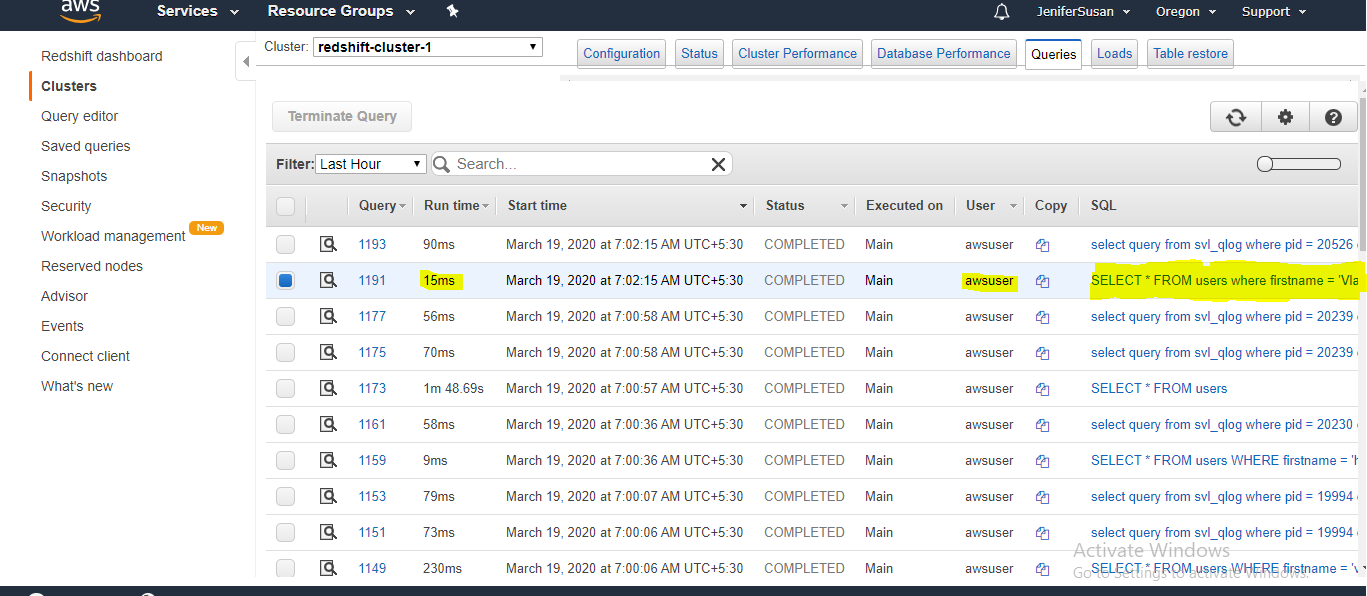 aws Services Resource Groups JeniferSusan Oregon Support
Redshift dashboard
Clusters
Query editor
Saved queries
Snapshots
Security
Workload management New
Reserved nodes
Advisor
Events
Connect client
What's new
Cluster: redshift-cluster-1 Configuration Status Cluster Performance Database Performance Queries Loads Table restore
Terminate Query
Filter: Last Hour Search...
Query Run time Start time Status Executed on User Copy SQL
1193 90ms March 19, 2020 at 7:02:15 AM UTC+5:30 COMPLETED Main awsuser select query from svl_qlog where pid = 20526
1191 15ms March 19, 2020 at 7:02:15 AM UTC+5:30 COMPLETED Main awsuser SELECT * FROM users where firstname = 'Vla
1177 56ms March 19, 2020 at 7:00:58 AM UTC+5:30 COMPLETED Main awsuser select query from svl_qlog where pid = 20239
1175 70ms March 19, 2020 at 7:00:58 AM UTC+5:30 COMPLETED Main awsuser select query from svl_qlog where pid = 20239
1173 1m 48.69s March 19, 2020 at 7:00:57 AM UTC+5:30 COMPLETED Main awsuser SELECT * FROM users
1161 58ms March 19, 2020 at 7:00:36 AM UTC+5:30 COMPLETED Main awsuser select query from svl_qlog where pid = 20230
1159 9ms March 19, 2020 at 7:00:36 AM UTC+5:30 COMPLETED Main awsuser SELECT * FROM users WHERE firstname = 'h
1153 79ms March 19, 2020 at 7:00:07 AM UTC+5:30 COMPLETED Main awsuser select query from svl_qlog where pid = 19994
1151 73ms March 19, 2020 at 7:00:06 AM UTC+5:30 COMPLETED Main awsuser select query from svl_qlog where pid = 19994
1149 230ms March 19, 2020 at 7:00:06 AM UTC+5:30 COMPLETED Main awsuser SELECT * FROM users WHERE firstname = 'v
Activate Windows
Go to Settings to activate Windows.